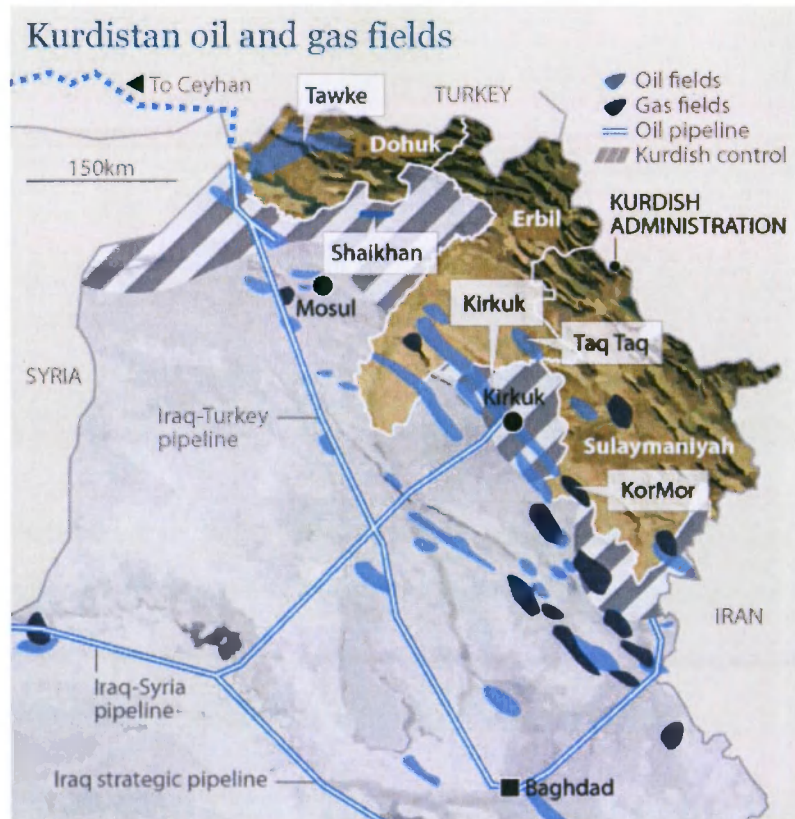 Kurdistan oil and gas fields
To Ceyhan
Tawke
TURKEY
Oil fields
Gas fields
Oil pipeline
Kurdish control
150km
Dohuk
Erbil
KURDISH
ADMINISTRATION
Shaikhan
Mosul
Kirkuk
Taq Taq
SYRIA
Kirkuk
Iraq-Turkey
pipeline
Sulaymaniyah
KorMor
IRAN
Iraq-Syria
pipeline
Iraq strategic pipeline
Baghdad